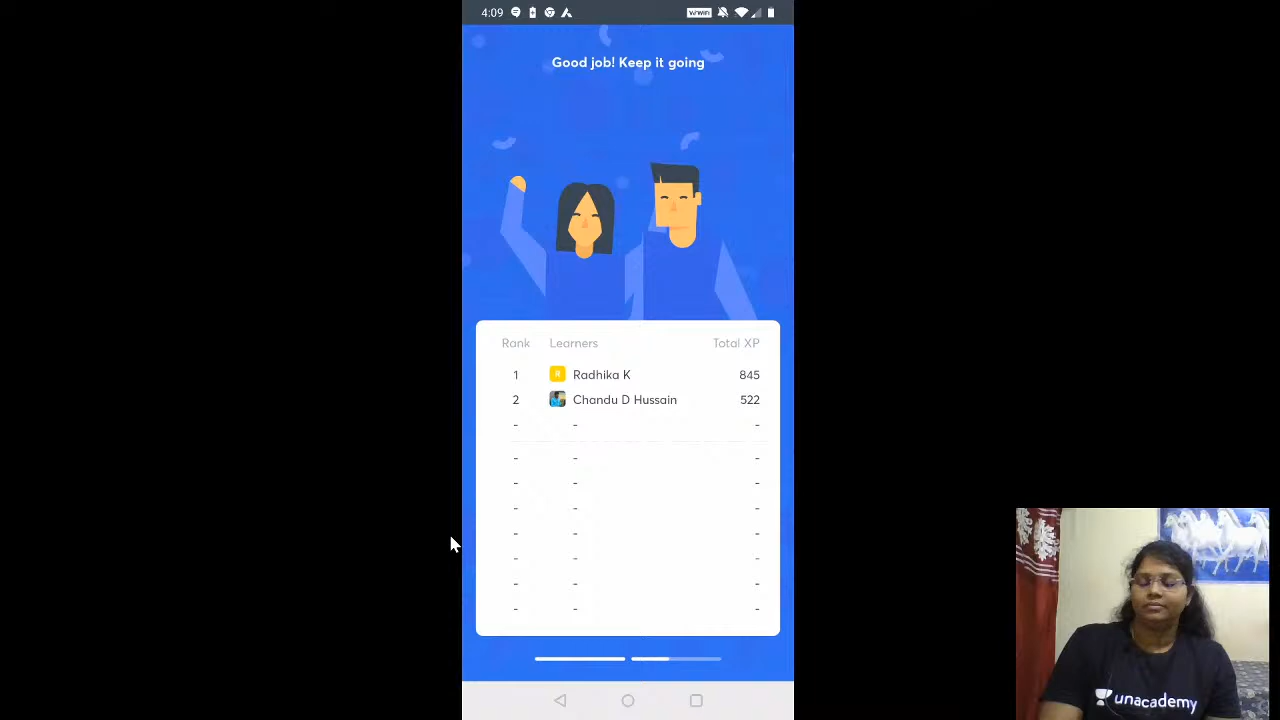 4:09
Good job! Keep it going
Rank Learners Total XP
1 R Radhika K 845
2 Chandu D Hussain 522
- - -
- - -
- - -
- - -
- - -
- - -
- - -
- - -
unacademy